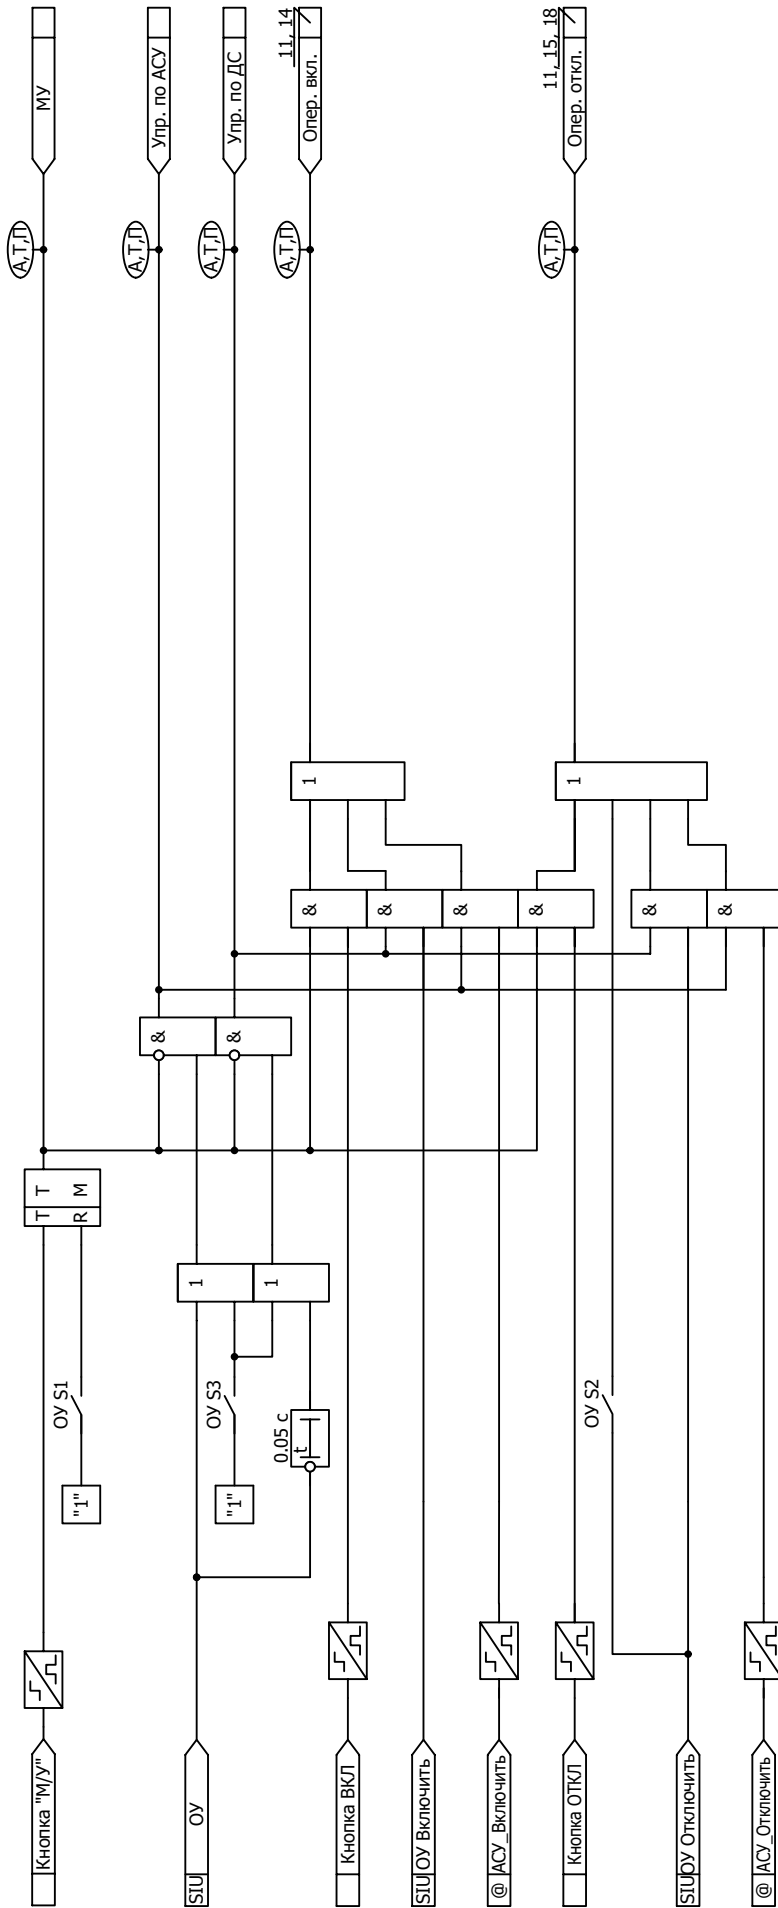 Кнопка "М/У"
T
T
А,Т,П
МУ
R
M
ОУ S1
"1"
А,Т,П
Упр. по АСУ
&
SIU ОУ
1
ОУ S3
"1"
&
А,Т,П
Упр. по ДС
1
0.05 с
t
11, 14
А,Т,П
Опер. вкл.
&
1
Кнопка ВКЛ
&
SIU ОУ Включить
&
@ АСУ_Включить
&
11, 15, 18
А,Т,П
Опер. откл.
1
Кнопка ОТКЛ
ОУ S2
&
SIU ОУ Отключить
&
@ АСУ_Отключить